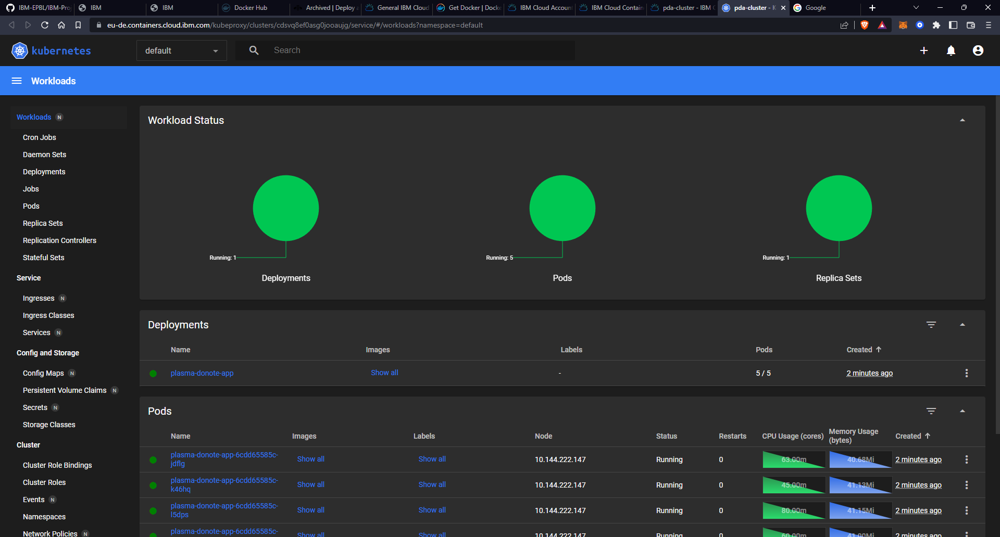 IBM-EPBL/IBM-Proj
IBM
IBM
Docker Hub
Archived | Deploy a
General IBM Cloud
Get Docker | Docke
IBM Cloud Account
IBM Cloud Contain
pda-cluster - IBM C
pda-cluster - K
Google
eu-de.containers.cloud.ibm.com/kubeproxy/clusters/cdsvq8ef0asg0jooaujg/service/#/workloads?namespace=default
kubernetes
default
Search
Workloads
Workloads N
Cron Jobs
Daemon Sets
Deployments
Jobs
Pods
Replica Sets
Replication Controllers
Stateful Sets
Service
Ingresses N
Ingress Classes
Services N
Config and Storage
Config Maps N
Persistent Volume Claims N
Secrets N
Storage Classes
Cluster
Cluster Role Bindings
Cluster Roles
Events N
Namespaces
Network Policies N
Workload Status
Running: 1
Deployments
Running: 5
Pods
Running: 1
Replica Sets
Deployments
Name Images Labels Pods Created
plasma-donote-app Show all - 5 / 5 2 minutes ago
Pods
Name Images Labels Node Status Restarts CPU Usage (cores) Memory Usage (bytes) Created
plasma-donote-app-6cdd65585c-
jdflg
Show all Show all 10.144.222.147 Running 0 63.00m 40.68Mi 2 minutes ago
plasma-donote-app-6cdd65585c-
k46hq
Show all Show all 10.144.222.147 Running 0 45.00m 41.13Mi 2 minutes ago
plasma-donote-app-6cdd65585c-
l5dps
Show all Show all 10.144.222.147 Running 0 80.00m 41.15Mi 2 minutes ago
plasma-donote-app-6cdd65585c-
Show all Show all 10.144.222.147 Running 0 60.00m 41.00Mi 2 minutes ago